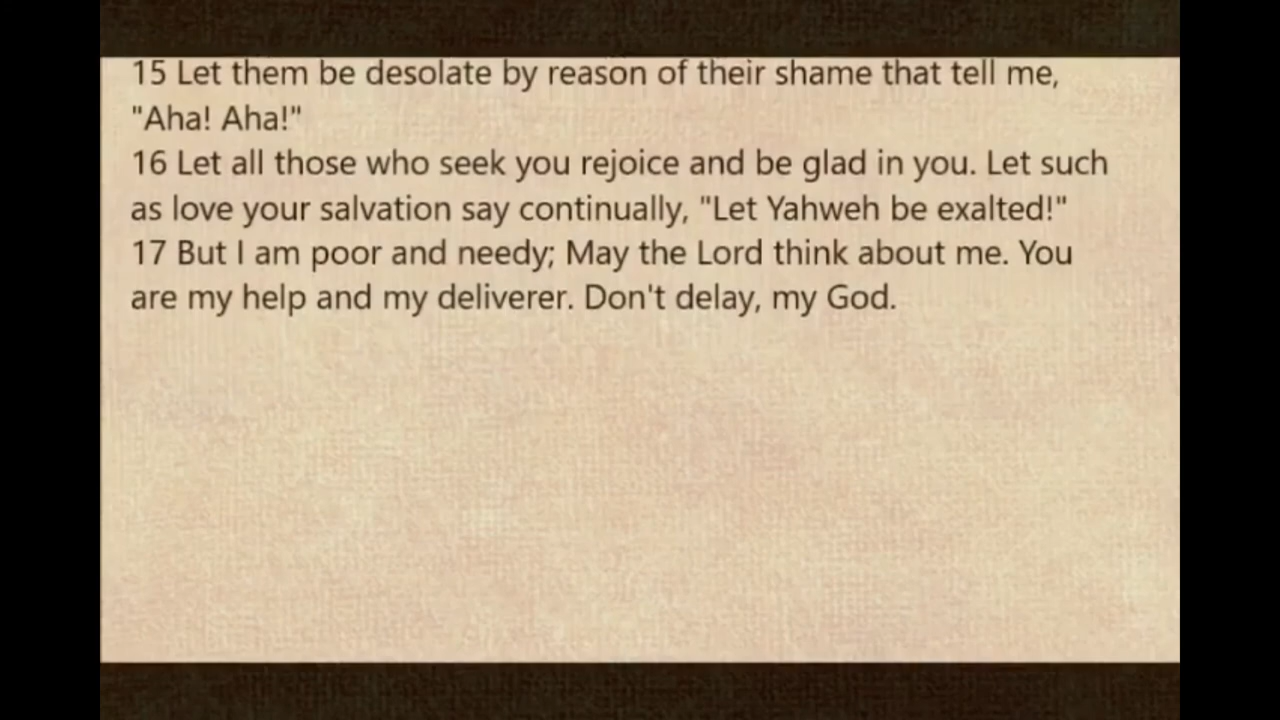 15 Let them be desolate by reason of their shame that tell me,
"Aha! Aha!"
16 Let all those who seek you rejoice and be glad in you. Let such
as love your salvation say continually, "Let Yahweh be exalted!"
17 But I am poor and needy; May the Lord think about me. You
are my help and my deliverer. Don't delay, my God.